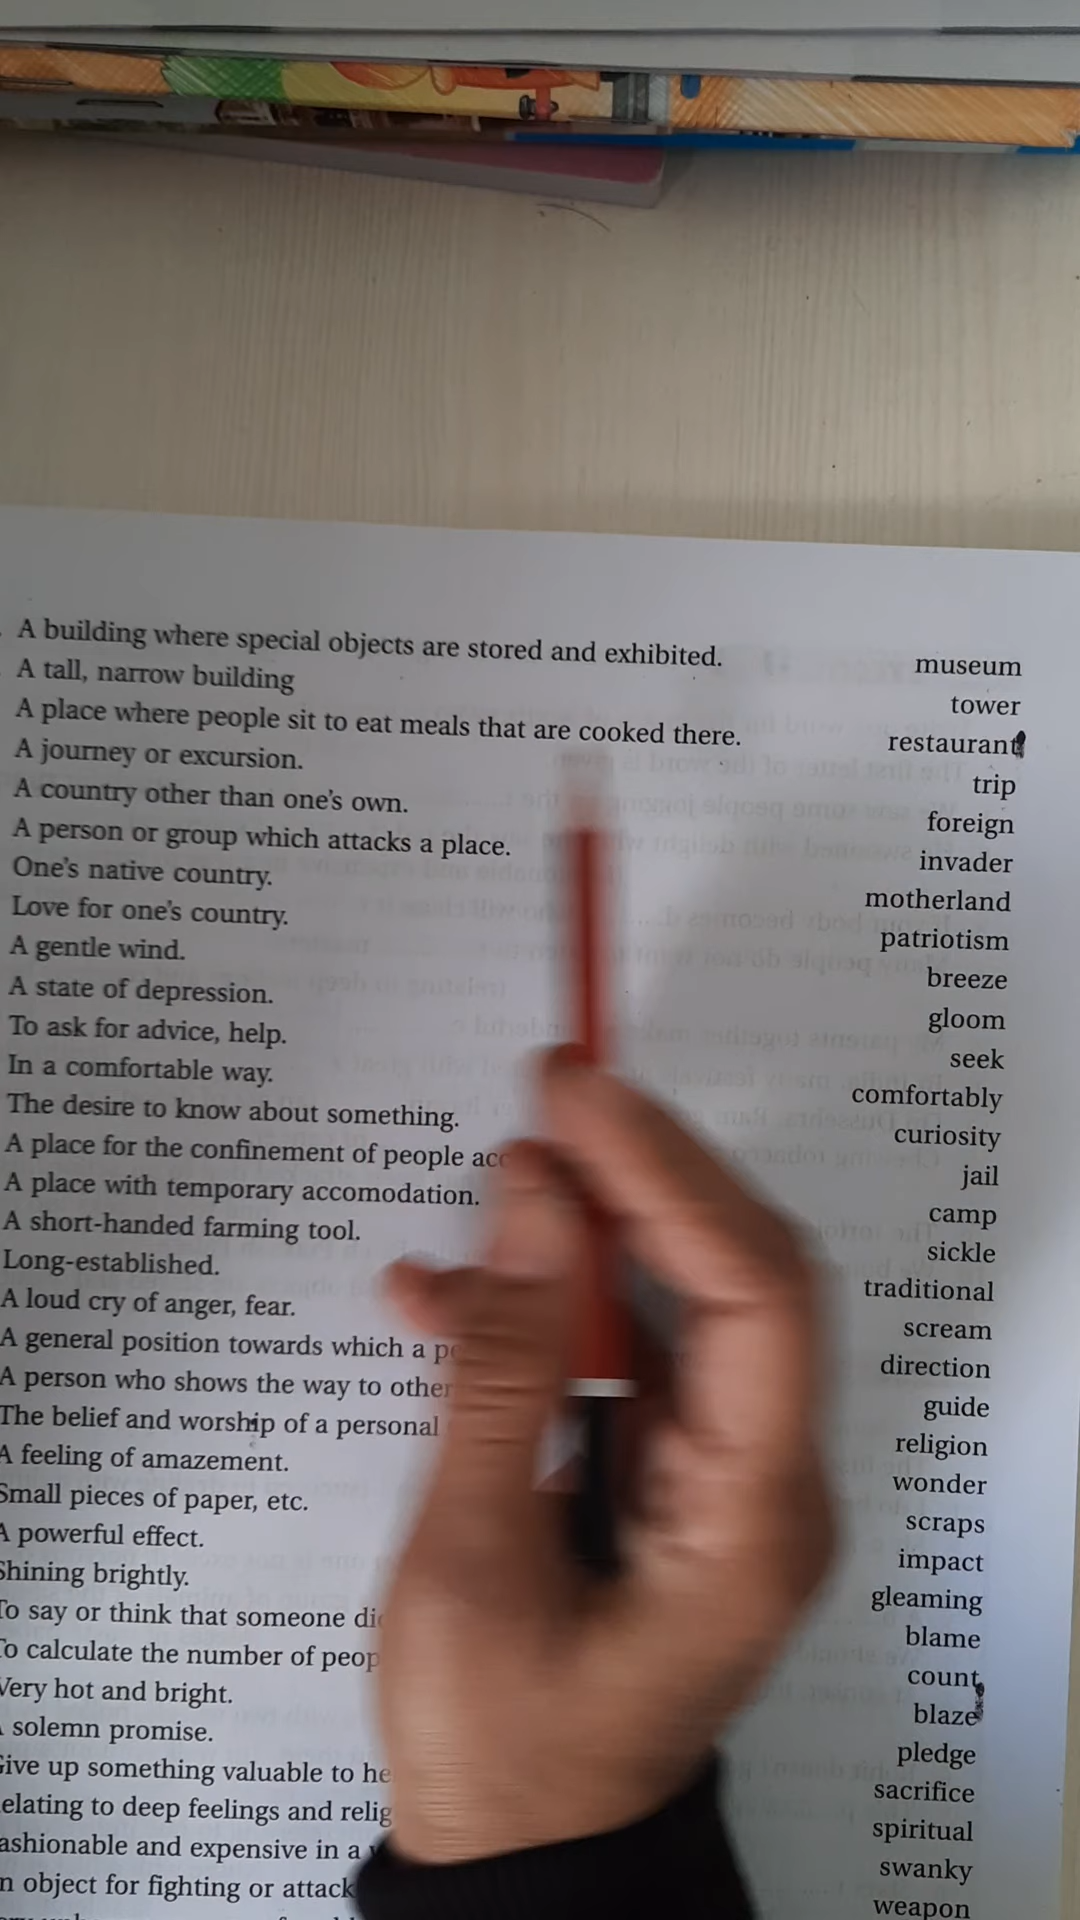 A building where special objects are stored and exhibited. museum
A tall, narrow building tower
A place where people sit to eat meals that are cooked there. restaurant
A journey or excursion. trip
A country other than one's own. foreign
A person or group which attacks a place. invader
One's native country. motherland
Love for one's country. patriotism
A gentle wind. breeze
A state of depression. gloom
To ask for advice, help. seek
In a comfortable way. comfortably
The desire to know about something. curiosity
A place for the confinement of people acc jail
A place with temporary accomodation. camp
A short-handed farming tool. sickle
Long-established. traditional
A loud cry of anger, fear. scream
A general position towards which a direction
A person who shows the way to other guide
The belief and worship of a personal religion
A feeling of amazement. wonder
Small pieces of paper, etc. scraps
A powerful effect. impact
Shining brightly. gleaming
To say or think that someone blame
To calculate the number of peop count
Very hot and bright. blaze
solemn promise. pledge
Give up something valuable to he sacrifice
elating to deep feelings and relig spiritual
ashionable and expensive in a swanky
n object for fighting or attack weapon